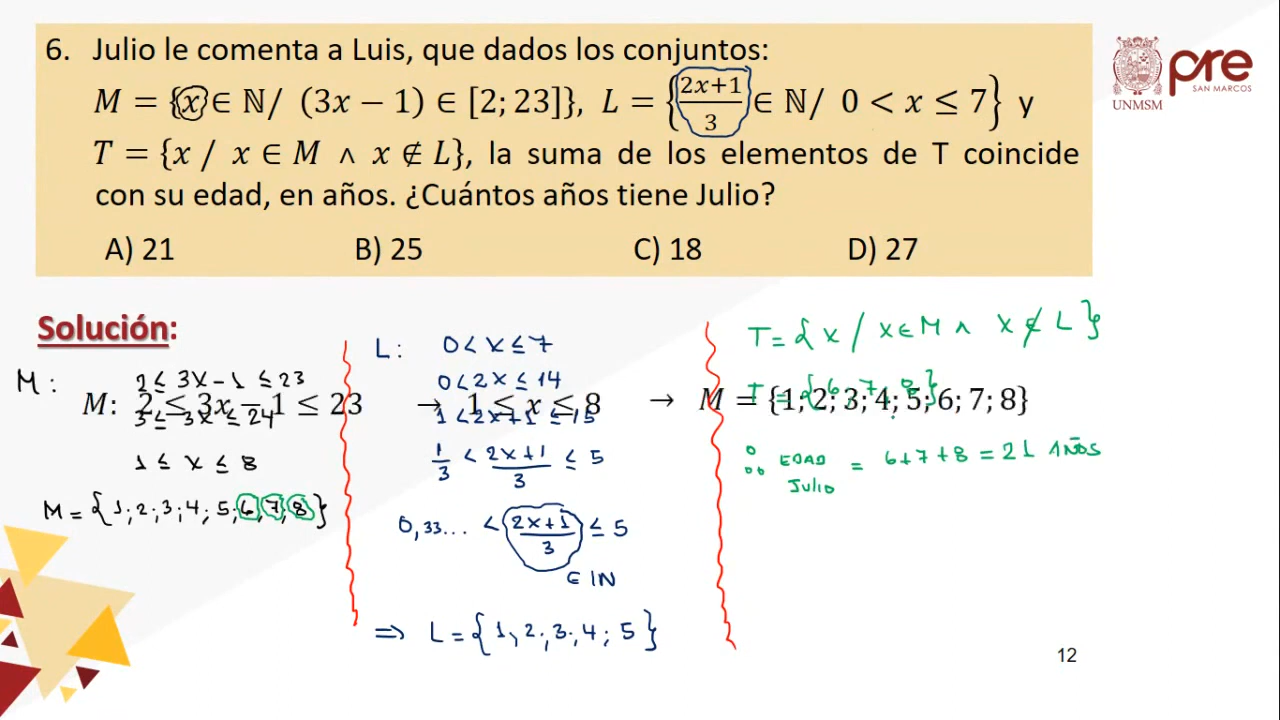 6. Julio le comenta a Luis, que dados los conjuntos:
M = {x ∈ ℕ/ (3x − 1) ∈ [2; 23]}, L = {(2x+1)/3 ∈ ℕ/ 0 < x ≤ 7} y
T = {x / x ∈ M ∧ x ∉ L}, la suma de los elementos de T coincide
con su edad, en años. ¿Cuántos años tiene Julio?
A) 21 B) 25 C) 18 D) 27
UNMSM
pre
SAN MARCOS
Solución:
M: 2 ≤ 3x − 1 ≤ 23 → 1 ≤ x ≤ 8 → M = {1; 2; 3; 4; 5; 6; 7; 8}
M:
2 ≤ 3x − 1 ≤ 23
3 ≤ 3x ≤ 24
1 ≤ x ≤ 8
M = {1; 2; 3; 4; 5; 6; 7; 8}
L: 0 < x ≤ 7
0 < 2x ≤ 14
1 < 2x+1 ≤ 15
1/3 < (2x+1)/3 ≤ 5
0,33... < (2x+1)/3 ≤ 5
∈ IN
⇒ L = {1, 2; 3; 4; 5}
T = {x / x ∈ M ∧ x ∉ L}
T = {6, 7, 8}
∴ EDAD JULIO = 6+7+8 = 21 AÑOS
12